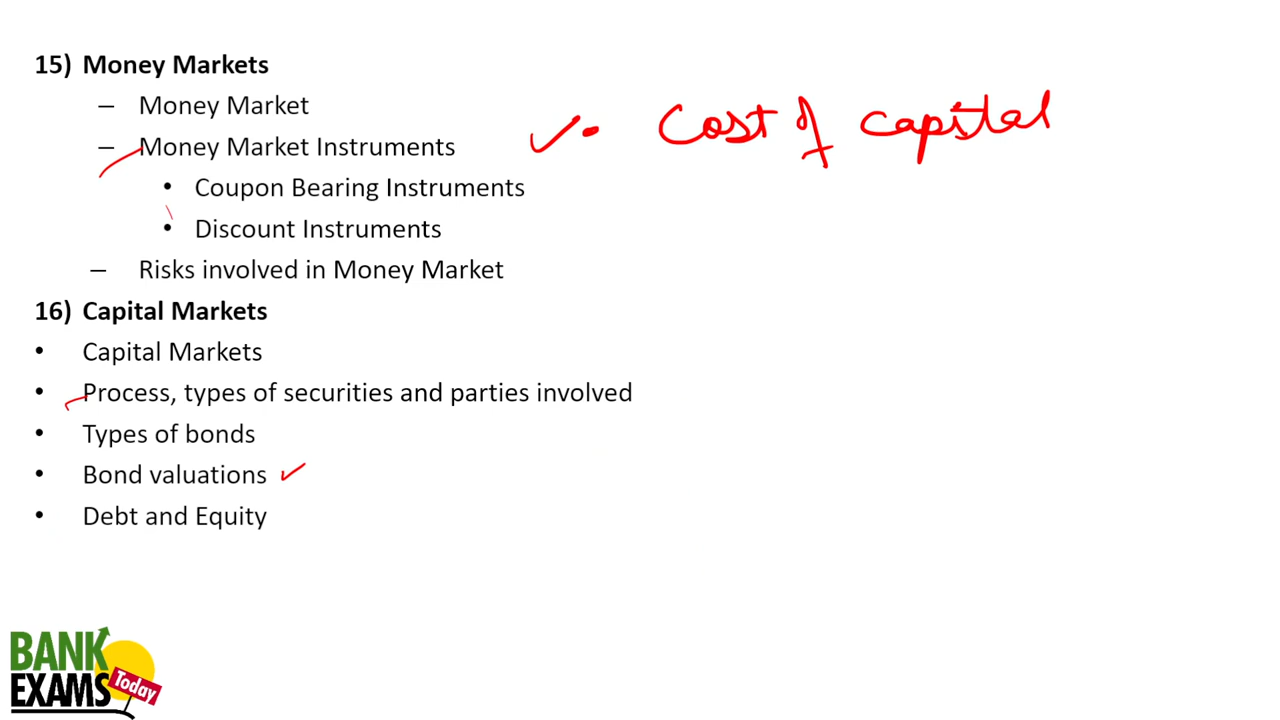 15) Money Markets
– Money Market
– Money Market Instruments
• Coupon Bearing Instruments
• Discount Instruments
– Risks involved in Money Market
• Cost of capital
16) Capital Markets
• Capital Markets
• Process, types of securities and parties involved
• Types of bonds
• Bond valuations
• Debt and Equity
BANK
EXAMS
Today